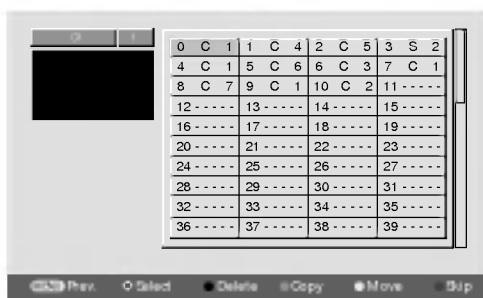 0 C 1 1 C 4 2 C 5 3 S 2
4 C 1 5 C 6 6 C 3 7 C 1
8 C 7 9 C 1 10 C 2 11 - - - - -
12 - - - - - 13 - - - - - 14 - - - - - 15 - - - - -
16 - - - - - 17 - - - - - 18 - - - - - 19 - - - - -
20 - - - - - 21 - - - - - 22 - - - - - 23 - - - - -
24 - - - - - 25 - - - - - 26 - - - - - 27 - - - - -
28 - - - - - 29 - - - - - 30 - - - - - 31 - - - - -
32 - - - - - 33 - - - - - 34 - - - - - 35 - - - - -
36 - - - - - 37 - - - - - 38 - - - - - 39 - - - - -
Prev. Select Delete Copy Move Skip